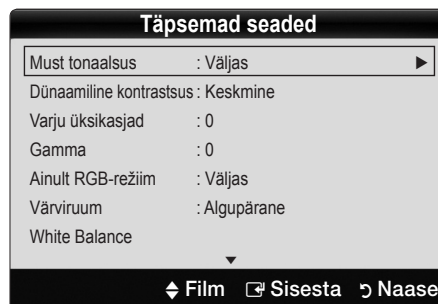 Täpsemad seaded
Must tonaalsus : Väljas
Dünaamiline kontrastsus : Keskmine
Varju üksikasjad : 0
Gamma : 0
Ainult RGB-režiim : Väljas
Värviruum : Algupärane
White Balance
Film Sisesta Naase